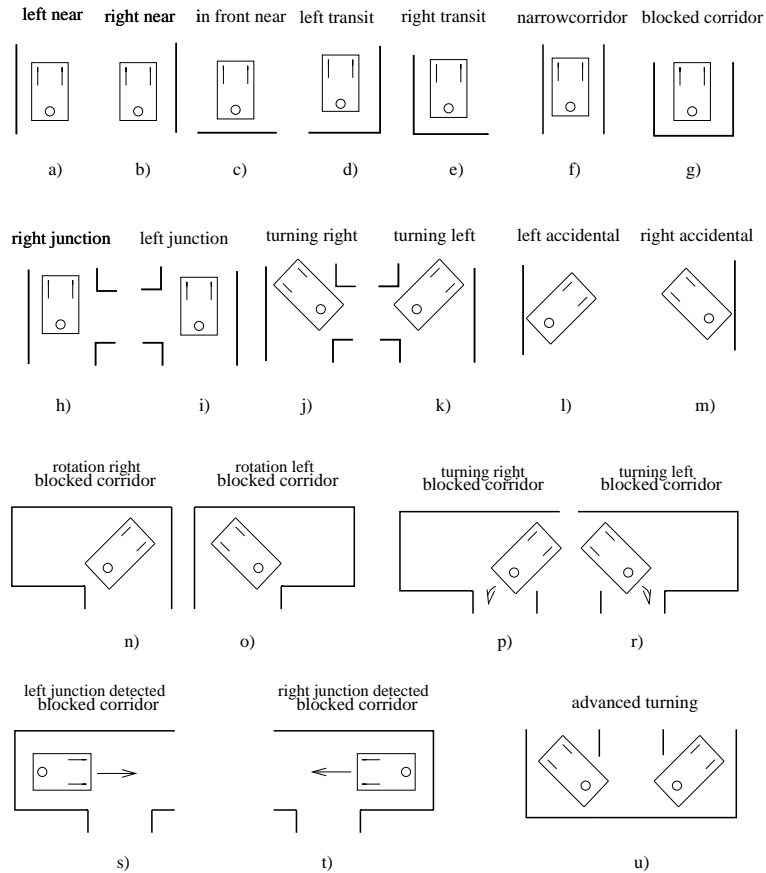 left near right near in front near left transit right transit narrowcorridor blocked corridor
a) b) c) d) e) f) g)
right junction left junction turning right turning left left accidental right accidental
h) i) j) k) l) m)
rotation right rotation left turning right turning left
blocked corridor blocked corridor blocked corridor blocked corridor
n) o) p) r)
left junction detected right junction detected
blocked corridor blocked corridor advanced turning
s) t) u)